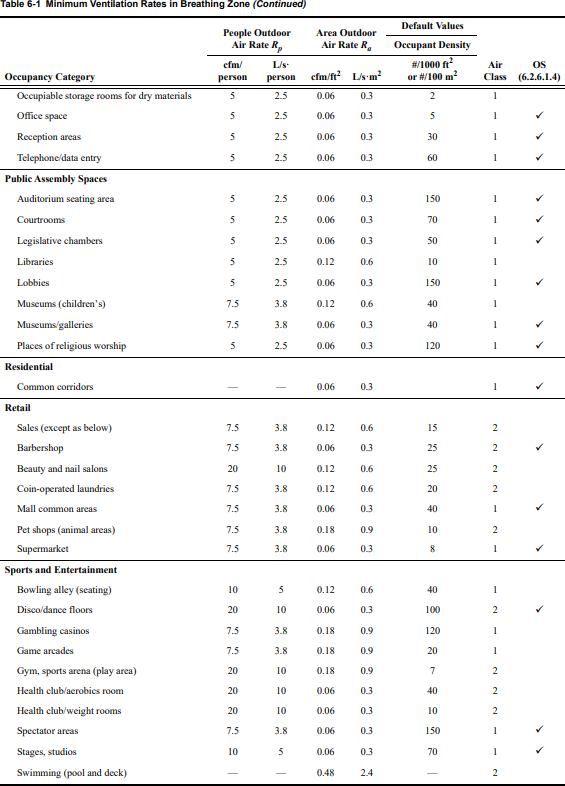 Table 6-1 Minimum Ventilation Rates in Breathing Zone (Continued)
Default Values
People Outdoor Area Outdoor
Air Rate Rp Air Rate Ra Occupant Density
cfm/ L/s· #/1000 ft2 Air OS
Occupancy Category person person cfm/ft2 L/s·m2 or #/100 m2 Class (6.2.6.1.4)
Occupiable storage rooms for dry materials 5 2.5 0.06 0.3 2 1
Office space 5 2.5 0.06 0.3 5 1 ✓
Reception areas 5 2.5 0.06 0.3 30 1 ✓
Telephone/data entry 5 2.5 0.06 0.3 60 1 ✓
Public Assembly Spaces
Auditorium seating area 5 2.5 0.06 0.3 150 1 ✓
Courtrooms 5 2.5 0.06 0.3 70 1 ✓
Legislative chambers 5 2.5 0.06 0.3 50 1 ✓
Libraries 5 2.5 0.12 0.6 10 1
Lobbies 5 2.5 0.06 0.3 150 1 ✓
Museums (children's) 7.5 3.8 0.12 0.6 40 1
Museums/galleries 7.5 3.8 0.06 0.3 40 1 ✓
Places of religious worship 5 2.5 0.06 0.3 120 1 ✓
Residential
Common corridors — — 0.06 0.3 1 ✓
Retail
Sales (except as below) 7.5 3.8 0.12 0.6 15 2
Barbershop 7.5 3.8 0.06 0.3 25 2 ✓
Beauty and nail salons 20 10 0.12 0.6 25 2
Coin-operated laundries 7.5 3.8 0.12 0.6 20 2
Mall common areas 7.5 3.8 0.06 0.3 40 1 ✓
Pet shops (animal areas) 7.5 3.8 0.18 0.9 10 2
Supermarket 7.5 3.8 0.06 0.3 8 1 ✓
Sports and Entertainment
Bowling alley (seating) 10 5 0.12 0.6 40 1
Disco/dance floors 20 10 0.06 0.3 100 2 ✓
Gambling casinos 7.5 3.8 0.18 0.9 120 1
Game arcades 7.5 3.8 0.18 0.9 20 1
Gym, sports arena (play area) 20 10 0.18 0.9 7 2
Health club/aerobics room 20 10 0.06 0.3 40 2
Health club/weight rooms 20 10 0.06 0.3 10 2
Spectator areas 7.5 3.8 0.06 0.3 150 1 ✓
Stages, studios 10 5 0.06 0.3 70 1 ✓
Swimming (pool and deck) — — 0.48 2.4 — 2